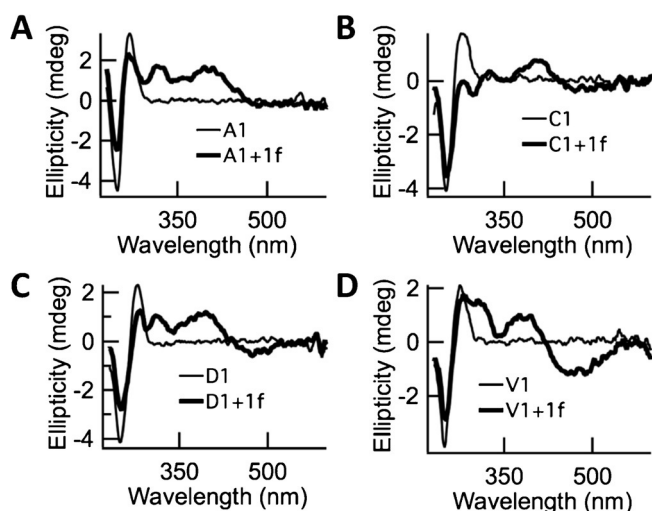 A
Ellipticity (mdeg)
2
0
-2
-4
A1
A1+1f
350
500
Wavelength (nm)
B
Ellipticity (mdeg)
0
-2
-4
C1
C1+1f
350
500
Wavelength (nm)
C
Ellipticity (mdeg)
2
0
-2
-4
D1
D1+1f
350
500
Wavelength (nm)
D
Ellipticity (mdeg)
2
0
-2
V1
V1+1f
350
500
Wavelength (nm)